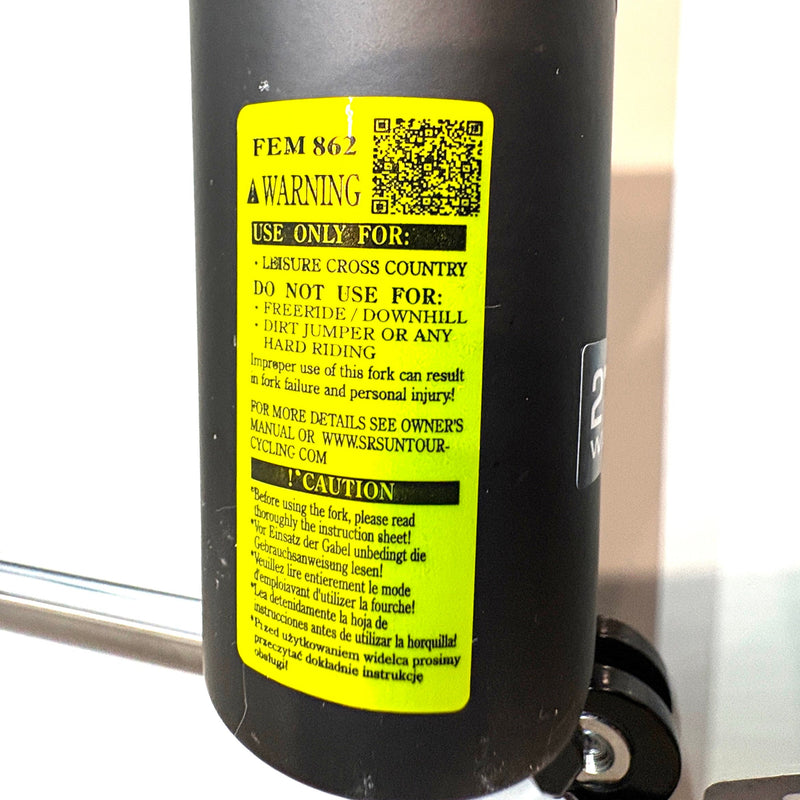 FEM 862
WARNING
USE ONLY FOR:
· LEISURE CROSS COUNTRY
DO NOT USE FOR:
· FREERIDE / DOWNHILL
· DIRT JUMPER OR ANY
HARD RIDING
Improper use of this fork can result
in fork failure and personal injury!
FOR MORE DETAILS SEE OWNER'S
MANUAL OR WWW.SRSUNTOUR-
CYCLING COM
!*CAUTION
*Before using the fork, please read
thoroughly the instruction sheet!
*Vor Einsatz der Gabel unbedingt die
Gebrauchsanweisung lesen!
*Veuillez lire entierement le mode
d'emploiavant d'utilizer la fourche!
*Lea detenidamente la hoja de
instrucciones antes de utilizar la horquilla!
*Przed użytkowaniem widelca prosimy
przeczytać dokładnie instrukcję
obsługi!